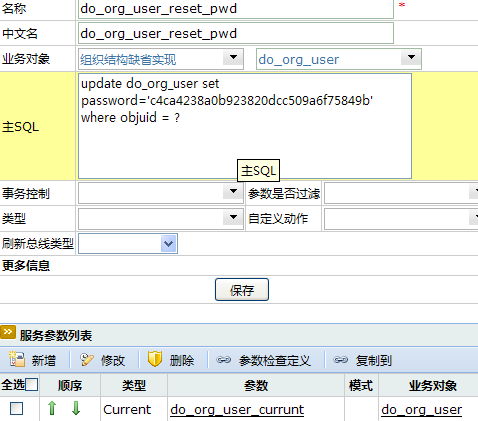 名称 do_org_user_reset_pwd *
中文名 do_org_user_reset_pwd
业务对象 组织结构缺省实现 do_org_user
主SQL update do_org_user set
password='c4ca4238a0b923820dcc509a6f75849b'
where objuid = ?
主SQL
事务控制 参数是否过滤
类型 自定义动作
刷新总线类型
更多信息
保存
服务参数列表
新增 修改 删除 参数检查定义 复制到
全选 顺序 类型 参数 模式 业务对象
Current do_org_user_currunt do_org_user